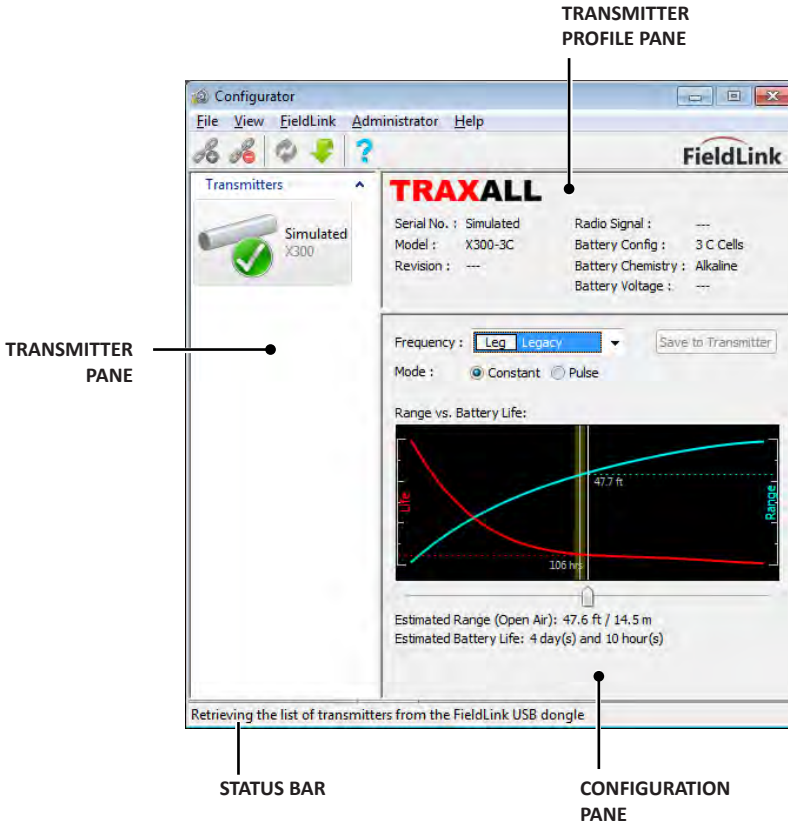 TRANSMITTER
PROFILE PANE
Configurator
File View FieldLink Administrator Help
FieldLink
Transmitters
Simulated
X300
TRAXALL
Serial No. : Simulated
Model : X300-3C
Revision : ---
Radio Signal : ---
Battery Config : 3 C Cells
Battery Chemistry : Alkaline
Battery Voltage : ---
TRANSMITTER
PANE
Frequency : Leg Legacy
Save to Transmitter
Mode : Constant Pulse
Range vs. Battery Life:
Life
47.7 ft
Range
106 hrs
Estimated Range (Open Air): 47.6 ft / 14.5 m
Estimated Battery Life: 4 day(s) and 10 hour(s)
Retrieving the list of transmitters from the FieldLink USB dongle
STATUS BAR
CONFIGURATION
PANE